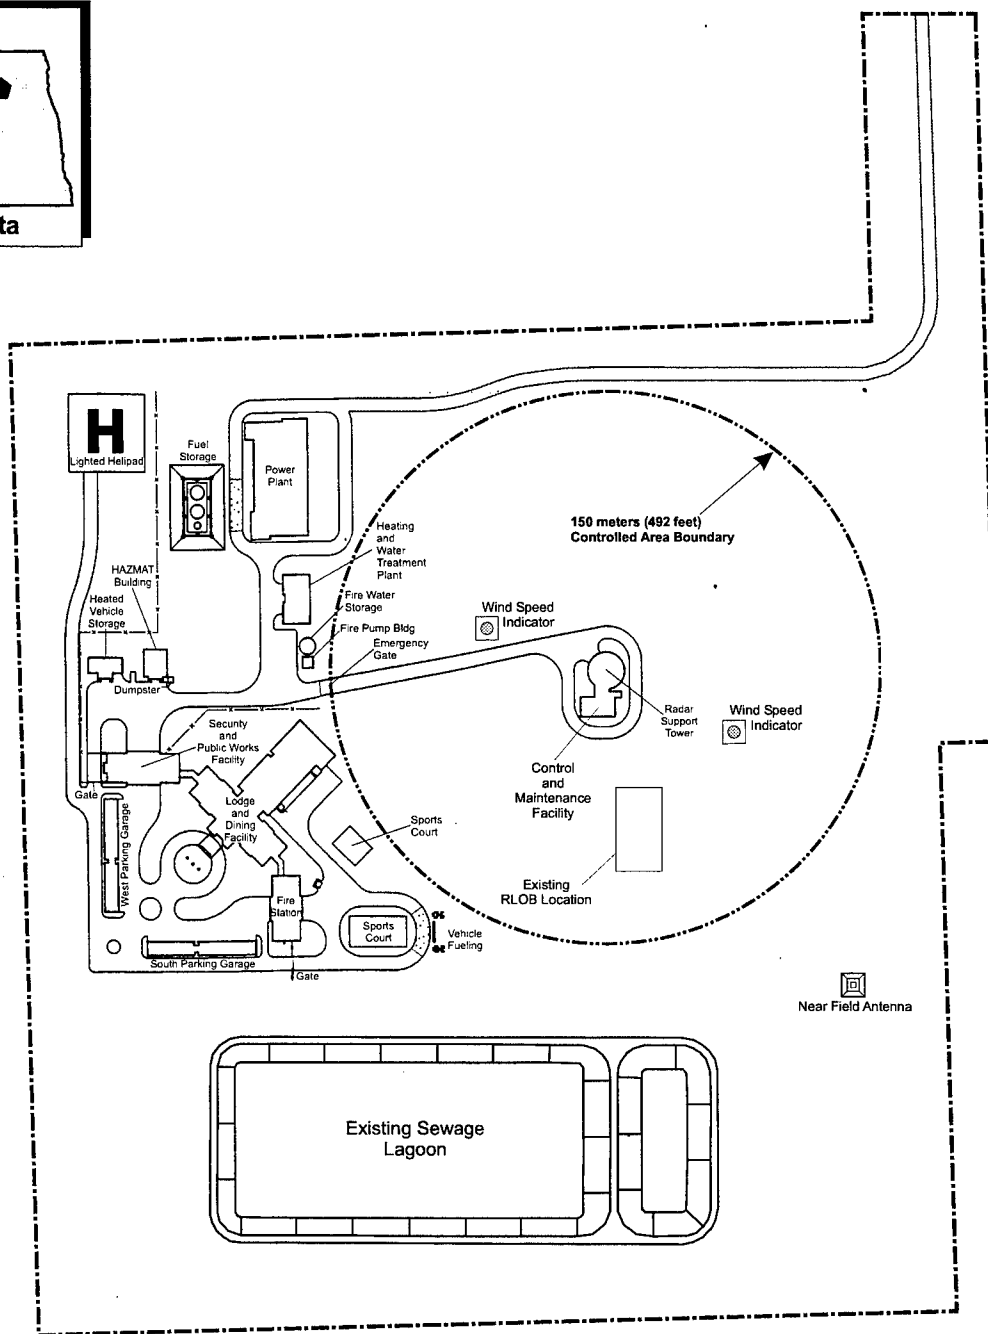 ta
H
Lighted Helipad
Fuel
Storage
Power
Plant
150 meters (492 feet)
Controlled Area Boundary
Heating
and
Water
Treatment
Plant
HAZMAT
Building
Heated
Vehicle
Storage
Fire Water
Storage
Fire Pump Bldg
Emergency
Gate
Wind Speed
Indicator
Dumpster
Security
and
Public Works
Facility
Radar
Support
Tower
Wind Speed
Indicator
Control
and
Maintenance
Facility
Gate
West Parking Garage
Lodge
and
Dining
Facility
Sports
Court
Existing
RLOB Location
Fire
Station
Sports
Court
Vehicle
Fueling
South Parking Garage
Gate
Near Field Antenna
Existing Sewage
Lagoon